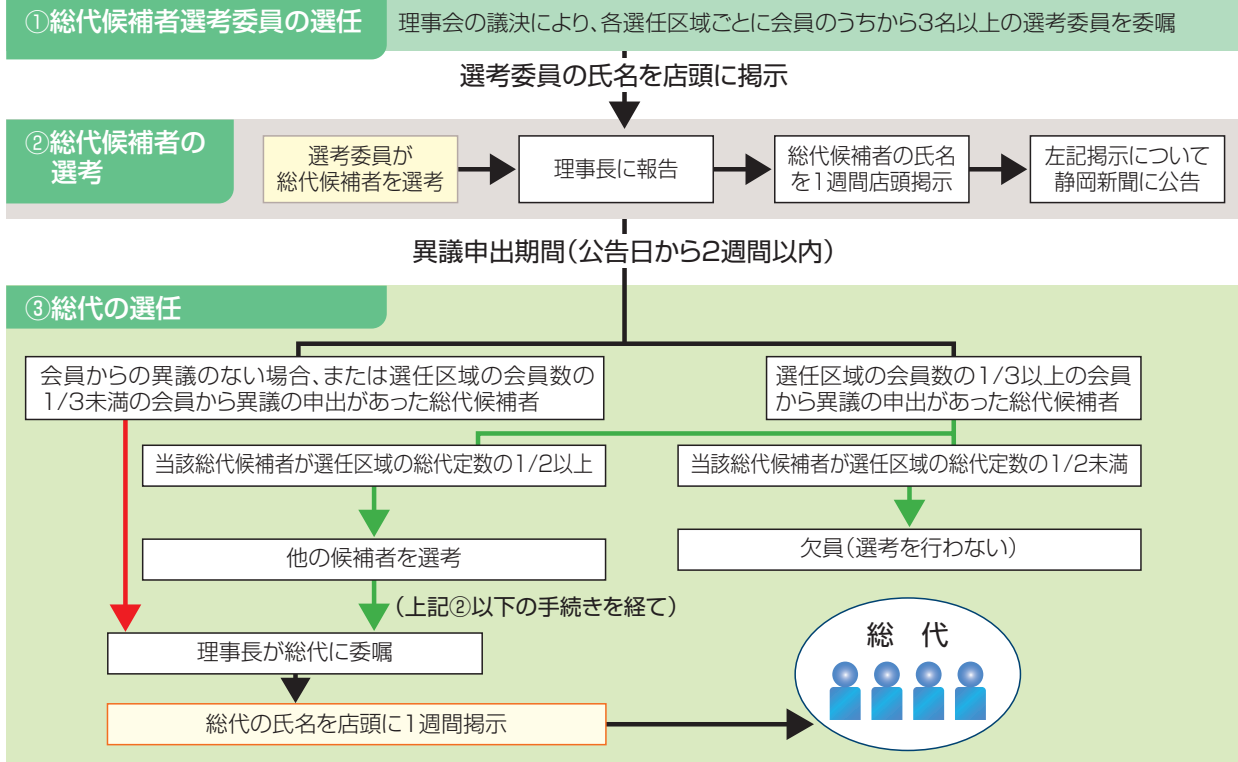 ①総代候補者選考委員の選任
理事会の議決により、各選任区域ごとに会員のうちから3名以上の選考委員を委嘱
選考委員の氏名を店頭に掲示
②総代候補者の
選考
選考委員が
総代候補者を選考
理事長に報告
総代候補者の氏名
を1週間店頭掲示
左記掲示について
静岡新聞に公告
異議申出期間(公告日から2週間以内)
③総代の選任
会員からの異議のない場合、または選任区域の会員数の
1/3未満の会員から異議の申出があった総代候補者
選任区域の会員数の1/3以上の会員
から異議の申出があった総代候補者
当該総代候補者が選任区域の総代定数の1/2以上
当該総代候補者が選任区域の総代定数の1/2未満
他の候補者を選考
欠員(選考を行わない)
(上記②以下の手続きを経て)
理事長が総代に委嘱
総代の氏名を店頭に1週間掲示
総 代